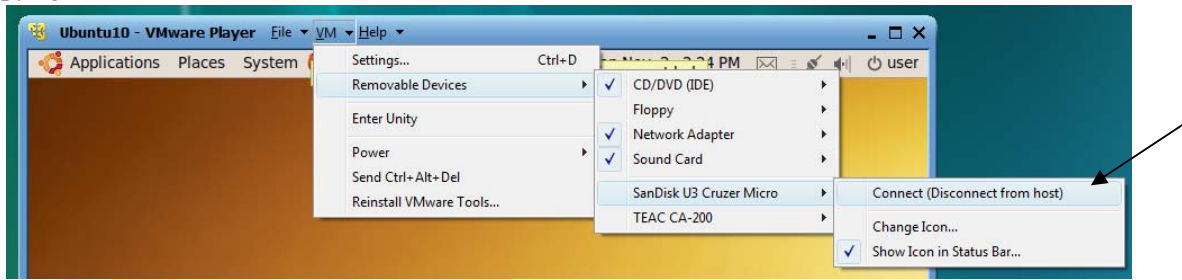 Ubuntu10 - VMware Player File VM Help
Applications Places System PM user
Settings... Ctrl+D
Removable Devices
Enter Unity
Power
Send Ctrl+Alt+Del
Reinstall VMware Tools...
CD/DVD (IDE)
Floppy
Network Adapter
Sound Card
SanDisk U3 Cruzer Micro
TEAC CA-200
Connect (Disconnect from host)
Change Icon...
Show Icon in Status Bar...